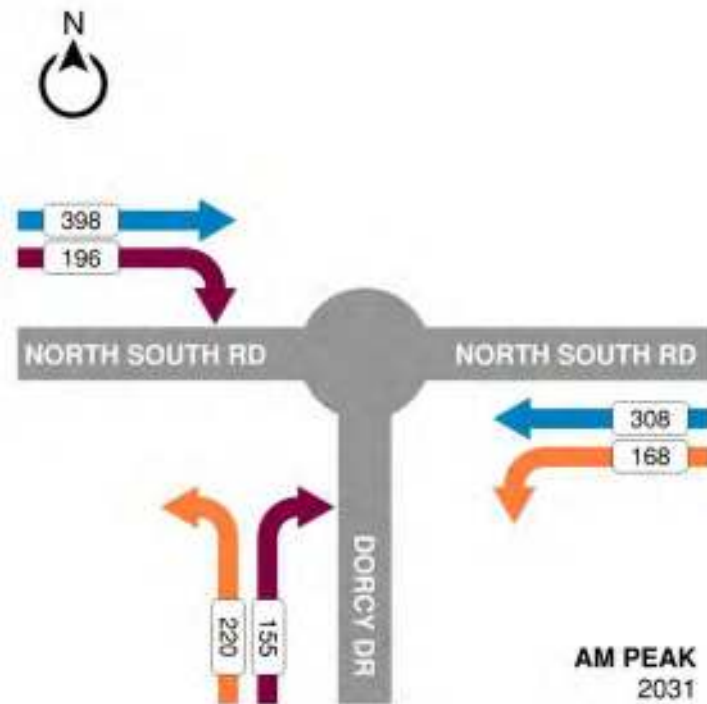 N
398
196
NORTH SOUTH RD
NORTH SOUTH RD
308
168
220
155
DORCY DR
AM PEAK
2031